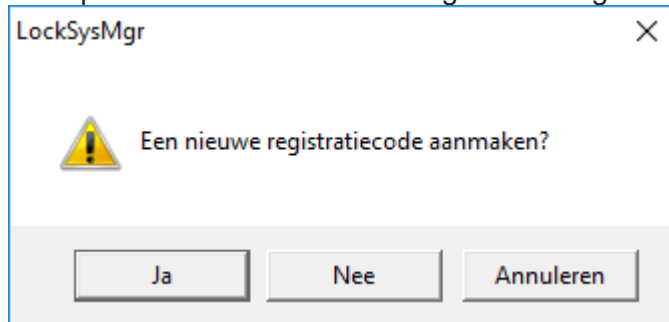 LockSysMgr
Een nieuwe registratiecode aanmaken?
Ja
Nee
Annuleren